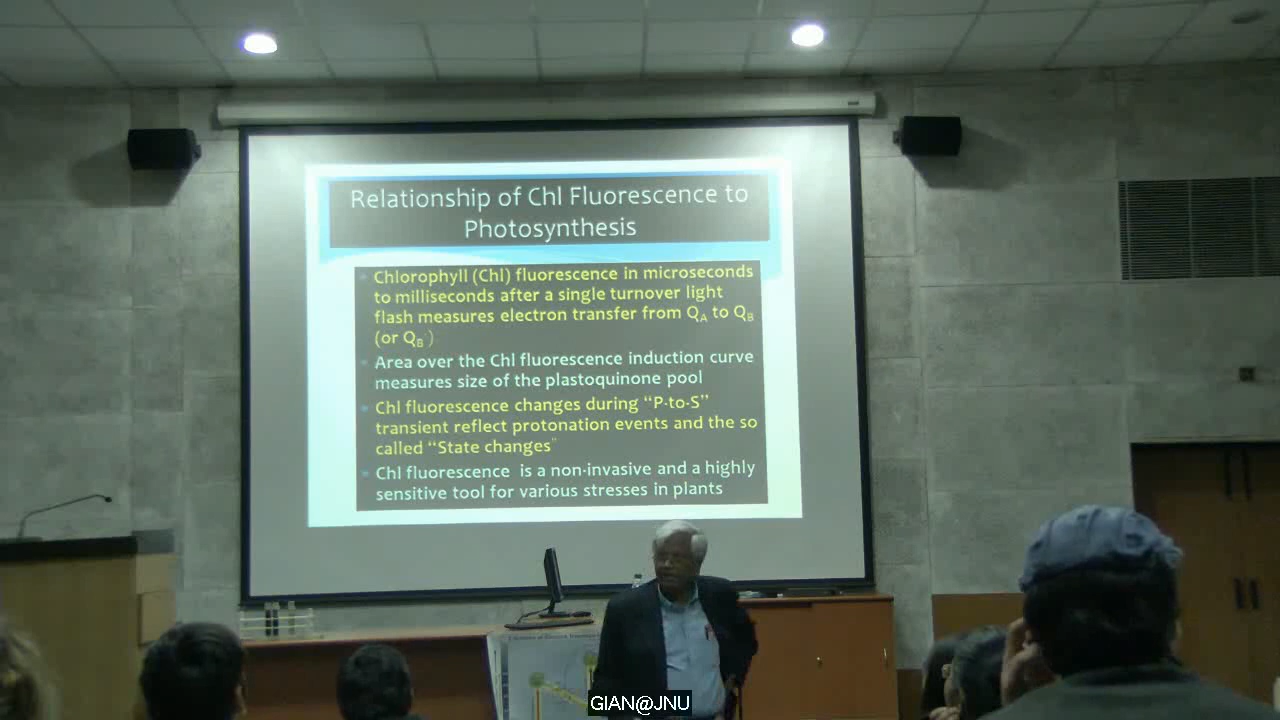 Relationship of Chl Fluorescence to
Photosynthesis
Chlorophyll (Chl) fluorescence in microseconds
to milliseconds after a single turnover light
flash measures electron transfer from QA to QB
(or QB⁻)
Area over the Chl fluorescence induction curve
measures size of the plastoquinone pool
Chl fluorescence changes during “P-to-S”
transient reflect protonation events and the so
called “State changes”
Chl fluorescence is a non-invasive and a highly
sensitive tool for various stresses in plants
GIAN@JNU